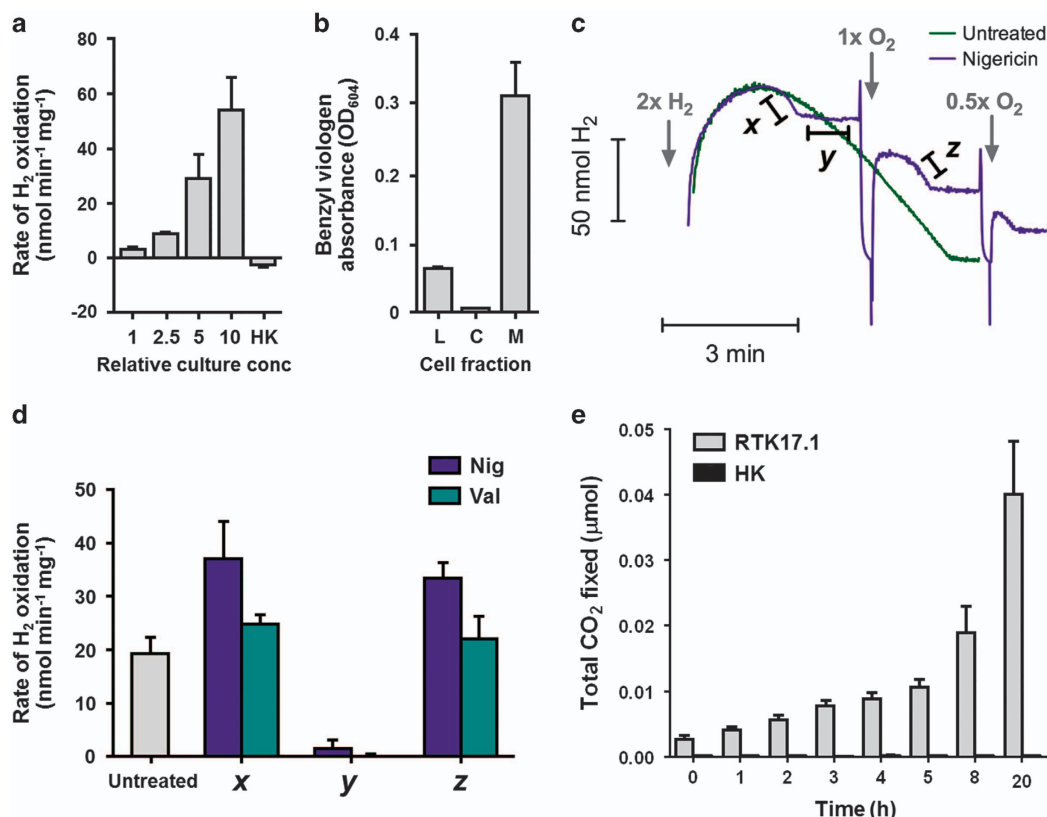 a
Rate of H2 oxidation
(nmol min-1 mg-1)
80
60
40
20
0
-20
1 2.5 5 10 HK
Relative culture conc
b
Benzyl viologen
absorbance (OD604)
0.4
0.3
0.2
0.1
0
L C M
Cell fraction
c
Untreated
Nigericin
1x O2
2x H2
0.5x O2
x
y
z
50 nmol H2
3 min
d
Nig
Val
Rate of H2 oxidation
(nmol min-1 mg-1)
50
40
30
20
10
0
Untreated x y z
e
RTK17.1
HK
Total CO2 fixed (μmol)
0.05
0.04
0.03
0.02
0.01
0.00
0 1 2 3 4 5 8 20
Time (h)